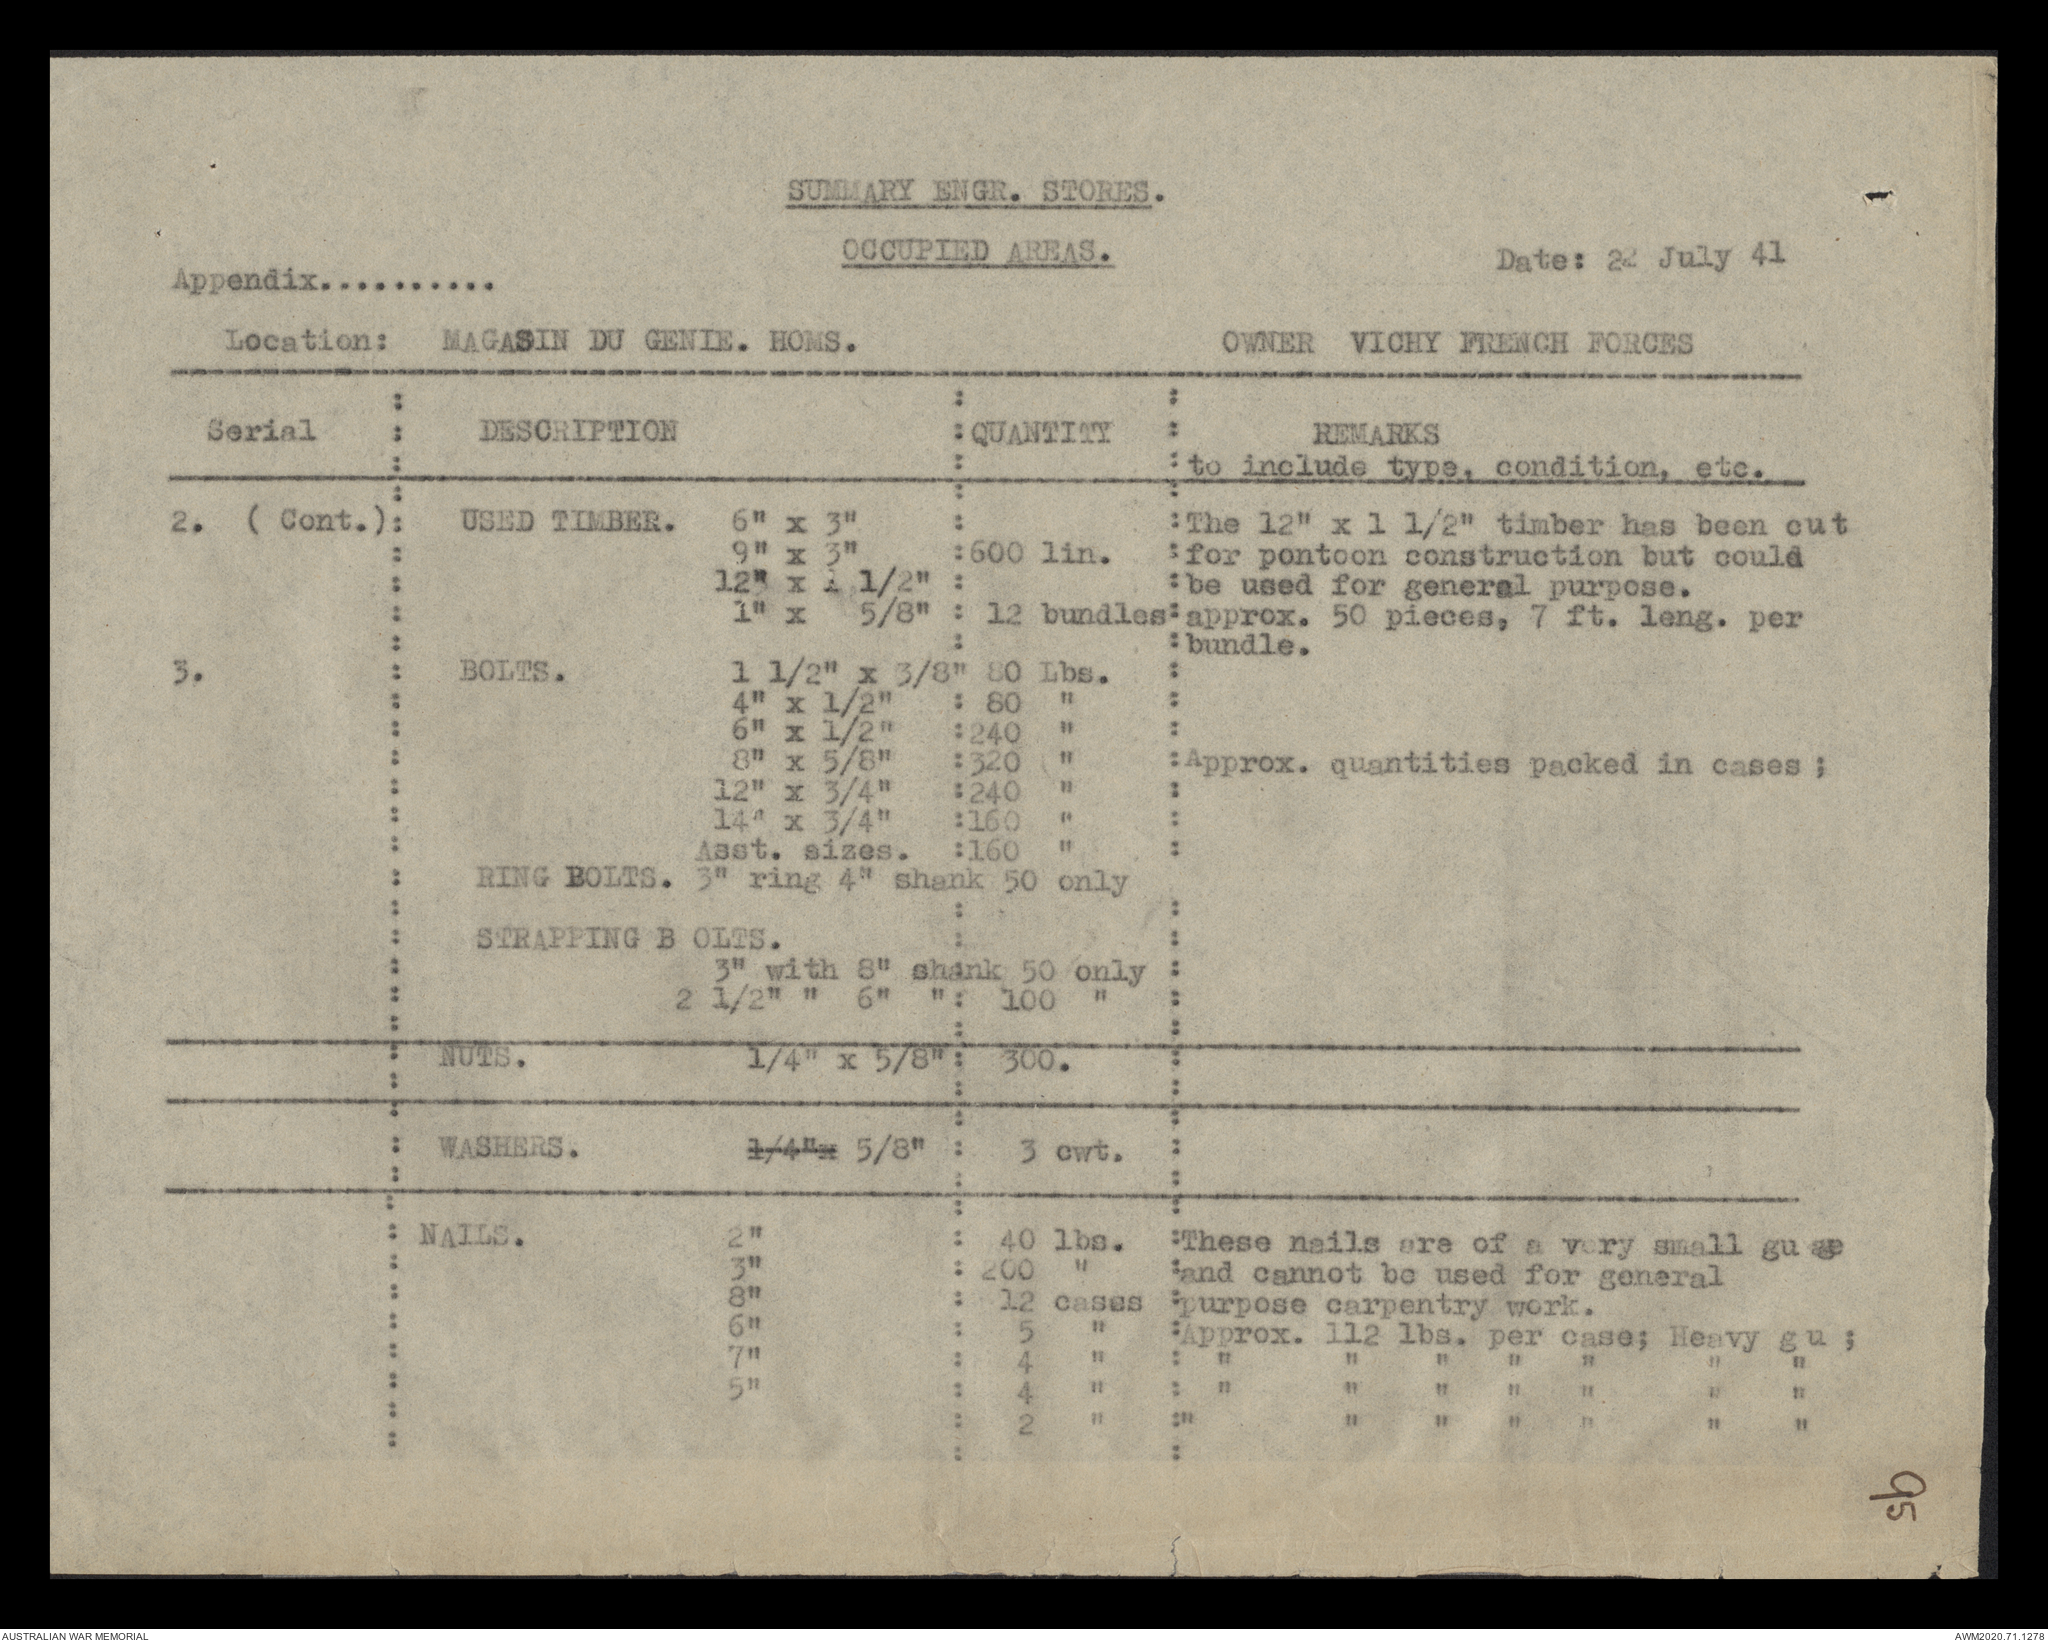 SUMMARY ENGR. STORES.
OCCUPIED AREAS.
Date: 22 July 41
Appendix..........
Location: MAGASIN DU GENIE. HOMS. OWNER VICHY FRENCH FORCES
Serial : DESCRIPTION : QUANTITY : REMARKS
: to include type, condition, etc.
2. ( Cont.): USED TIMBER. 6" x 3" : :The 12" x 1 1/2" timber has been cut
: 9" x 3" :600 lin. :for pontoon construction but could
: 12" x 1 1/2" : :be used for general purpose.
: 1" x 5/8" : 12 bundles:approx. 50 pieces, 7 ft. leng. per
: : :bundle.
3. : BOLTS. 1 1/2" x 3/8" 80 Lbs. :
: 4" x 1/2" : 80 " :
: 6" x 1/2" :240 " :
: 8" x 5/8" :320 " :Approx. quantities packed in cases ;
: 12" x 3/4" :240 " :
: 14" x 3/4" :160 " :
: Asst. sizes. :160 " :
: RING BOLTS. 3" ring 4" shank 50 only
: STRAPPING B OLTS. : :
: 3" with 8" shank 50 only :
: 2 1/2" " 6" ": 100 " :
: NUTS. 1/4" x 5/8": 300. :
: WASHERS. 1/4"x 5/8" : 3 cwt. :
: NAILS. 2" : 40 lbs. :These nails are of a very small gu age
: 3" : 200 " :and cannot be used for general
: 8" : 12 cases :purpose carpentry work.
: 6" : 5 " :Approx. 112 lbs. per case; Heavy g u ;
: 7" : 4 " : " " " " " " "
: 5" : 4 " : " " " " " " "
: : 2 " :" " " " " " "
95
AUSTRALIAN WAR MEMORIAL AWM2020.71.1278